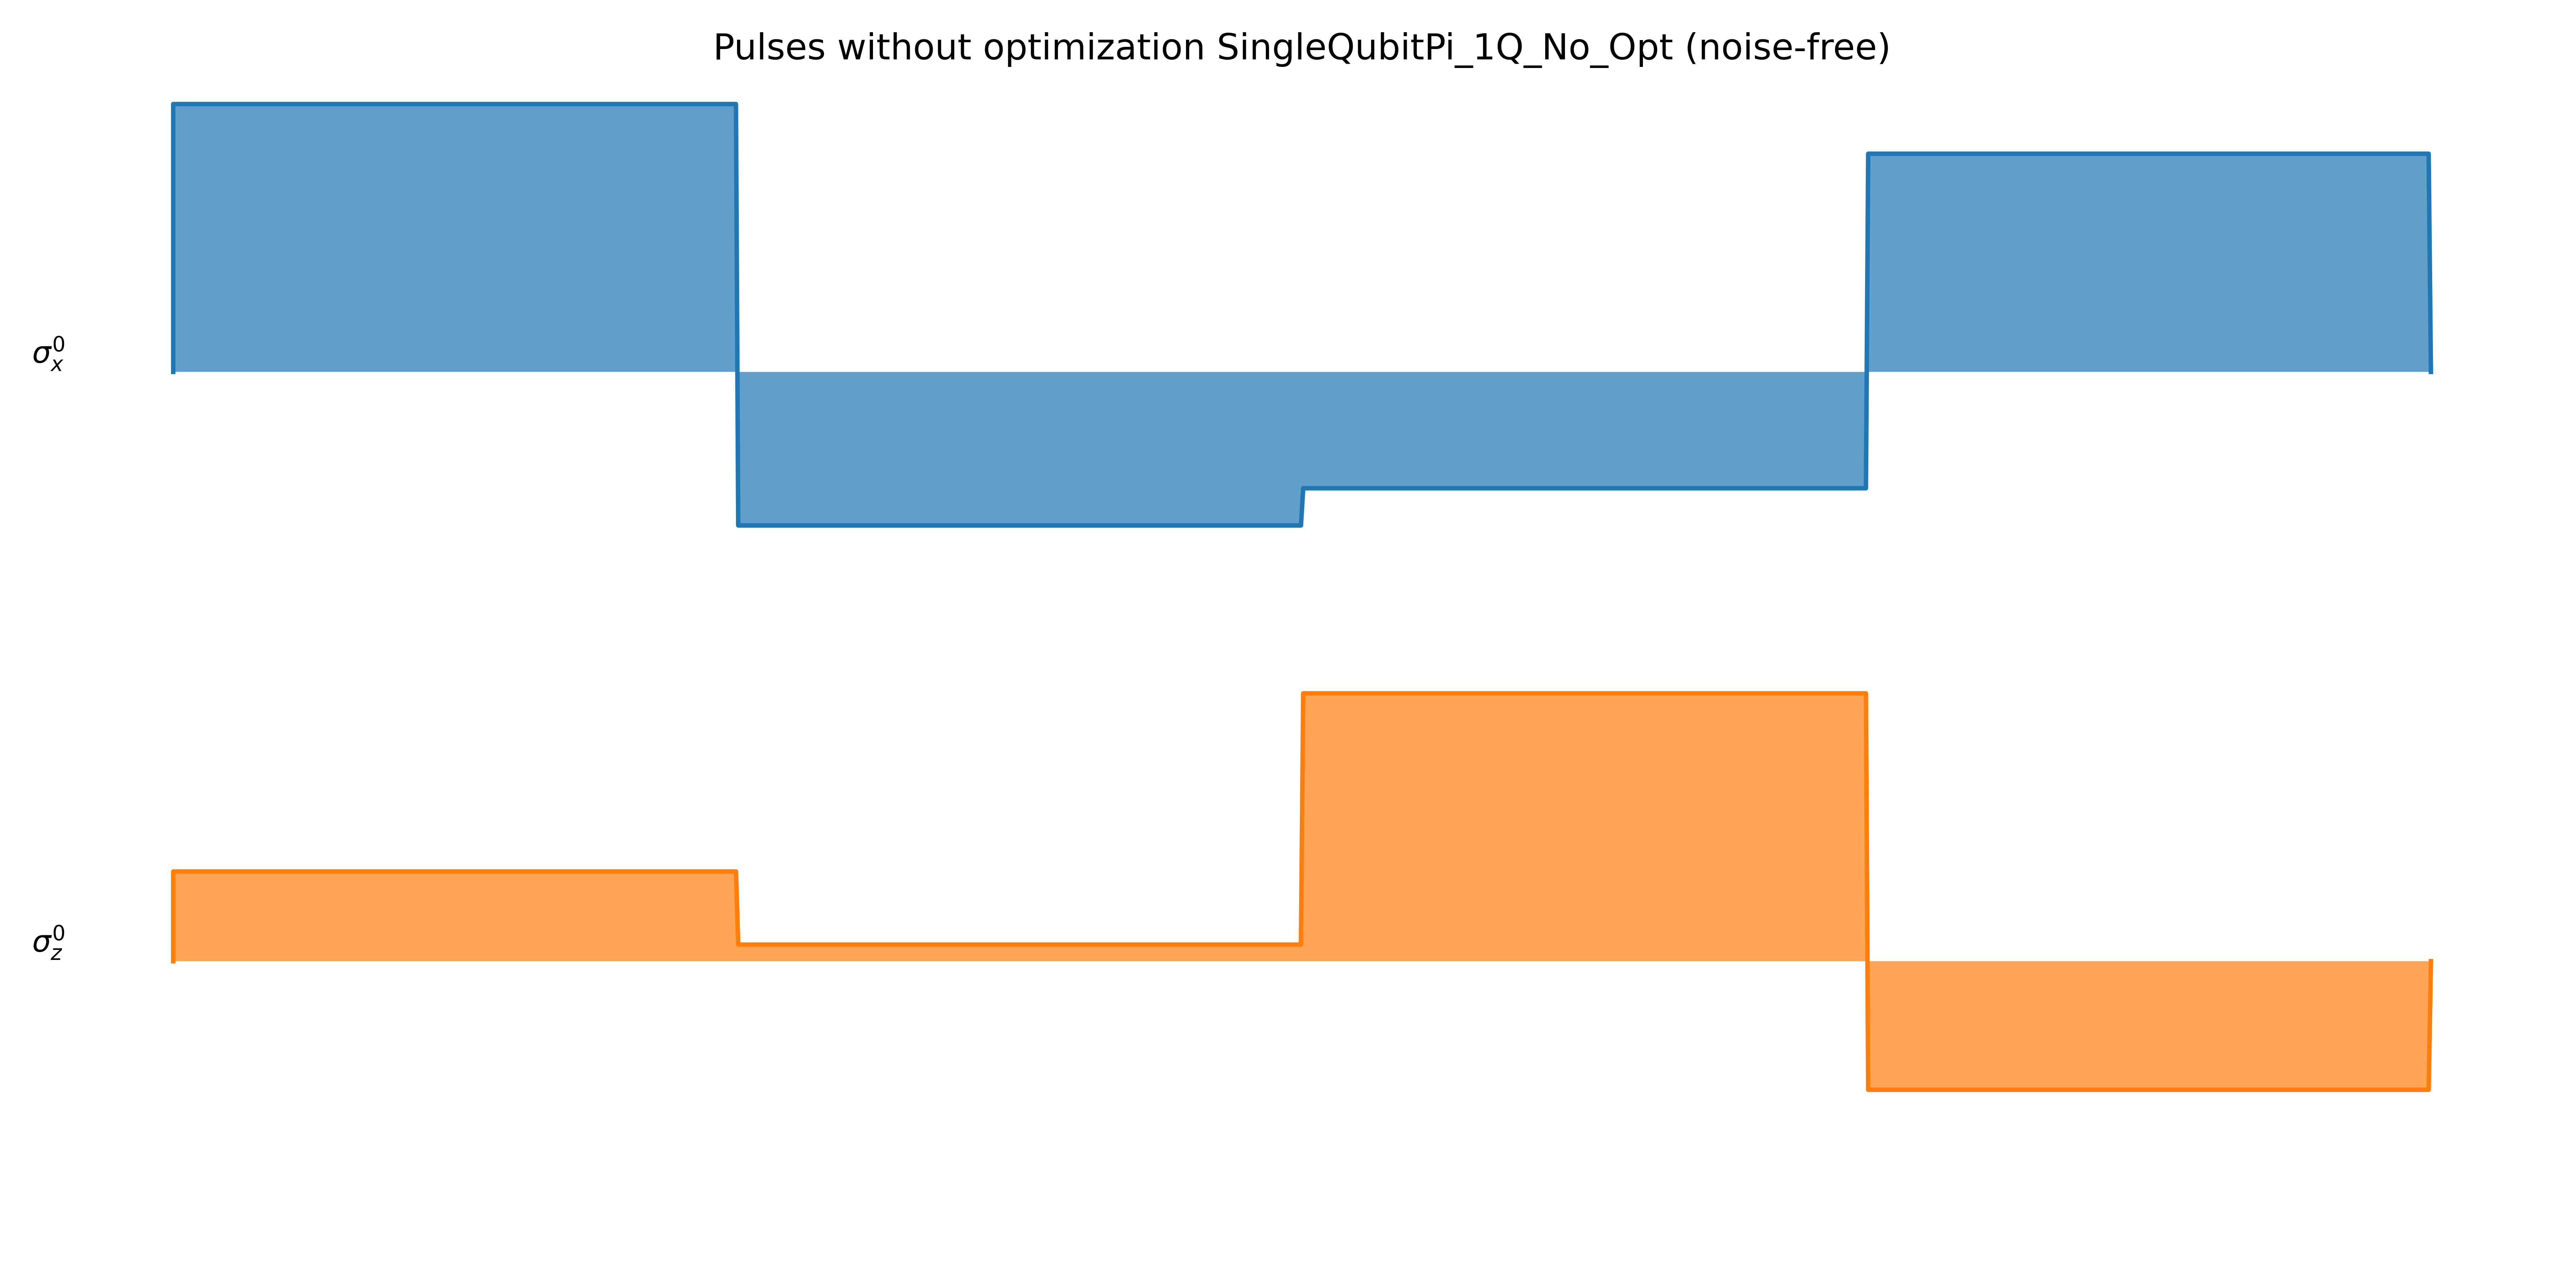 Pulses without optimization SingleQubitPi_1Q_No_Opt (noise-free)
σ_x^0
σ_z^0